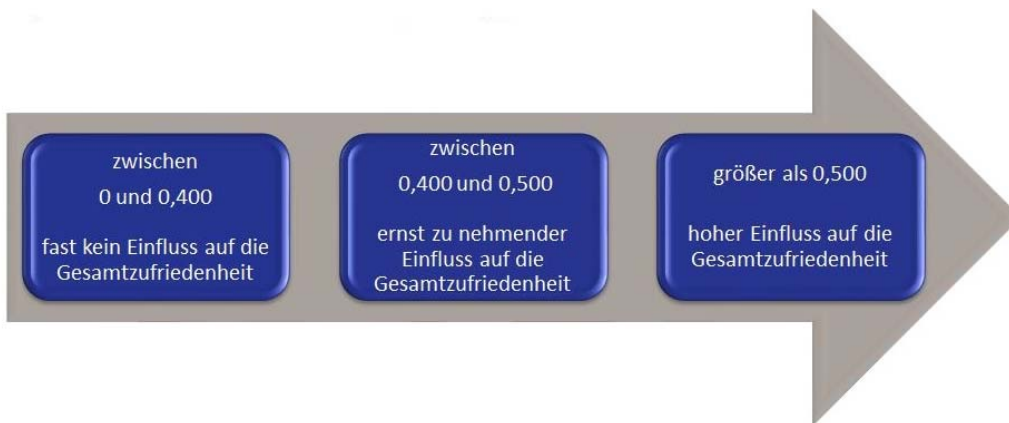 zwischen
0 und 0,400
fast kein Einfluss auf die
Gesamtzufriedenheit
zwischen
0,400 und 0,500
ernst zu nehmender
Einfluss auf die
Gesamtzufriedenheit
größer als 0,500
hoher Einfluss auf die
Gesamtzufriedenheit